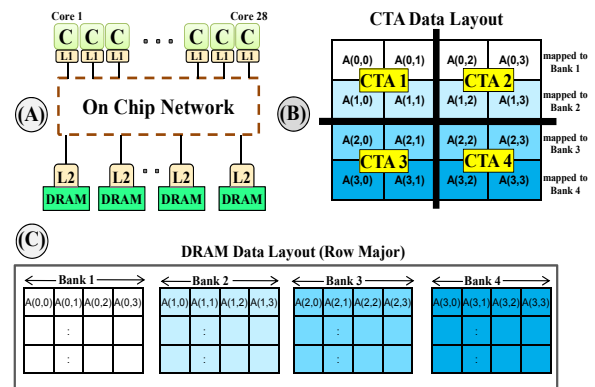 Core 1
Core 28
C C C C C C
L1 L1 L1 L1 L1 L1
On Chip Network
(A)
L2 L2 L2 L2
DRAM DRAM DRAM DRAM
CTA Data Layout
(B)
A(0,0) A(0,1) A(0,2) A(0,3) mapped to Bank 1
CTA 1 CTA 2
A(1,0) A(1,1) A(1,2) A(1,3) mapped to Bank 2
A(2,0) A(2,1) A(2,2) A(2,3) mapped to Bank 3
CTA 3 CTA 4
A(3,0) A(3,1) A(3,2) A(3,3) mapped to Bank 4
(C)
DRAM Data Layout (Row Major)
Bank 1 Bank 2 Bank 3 Bank 4
A(0,0) A(0,1) A(0,2) A(0,3) A(1,0) A(1,1) A(1,2) A(1,3) A(2,0) A(2,1) A(2,2) A(2,3) A(3,0) A(3,1) A(3,2) A(3,3)
: : : :
: : : :